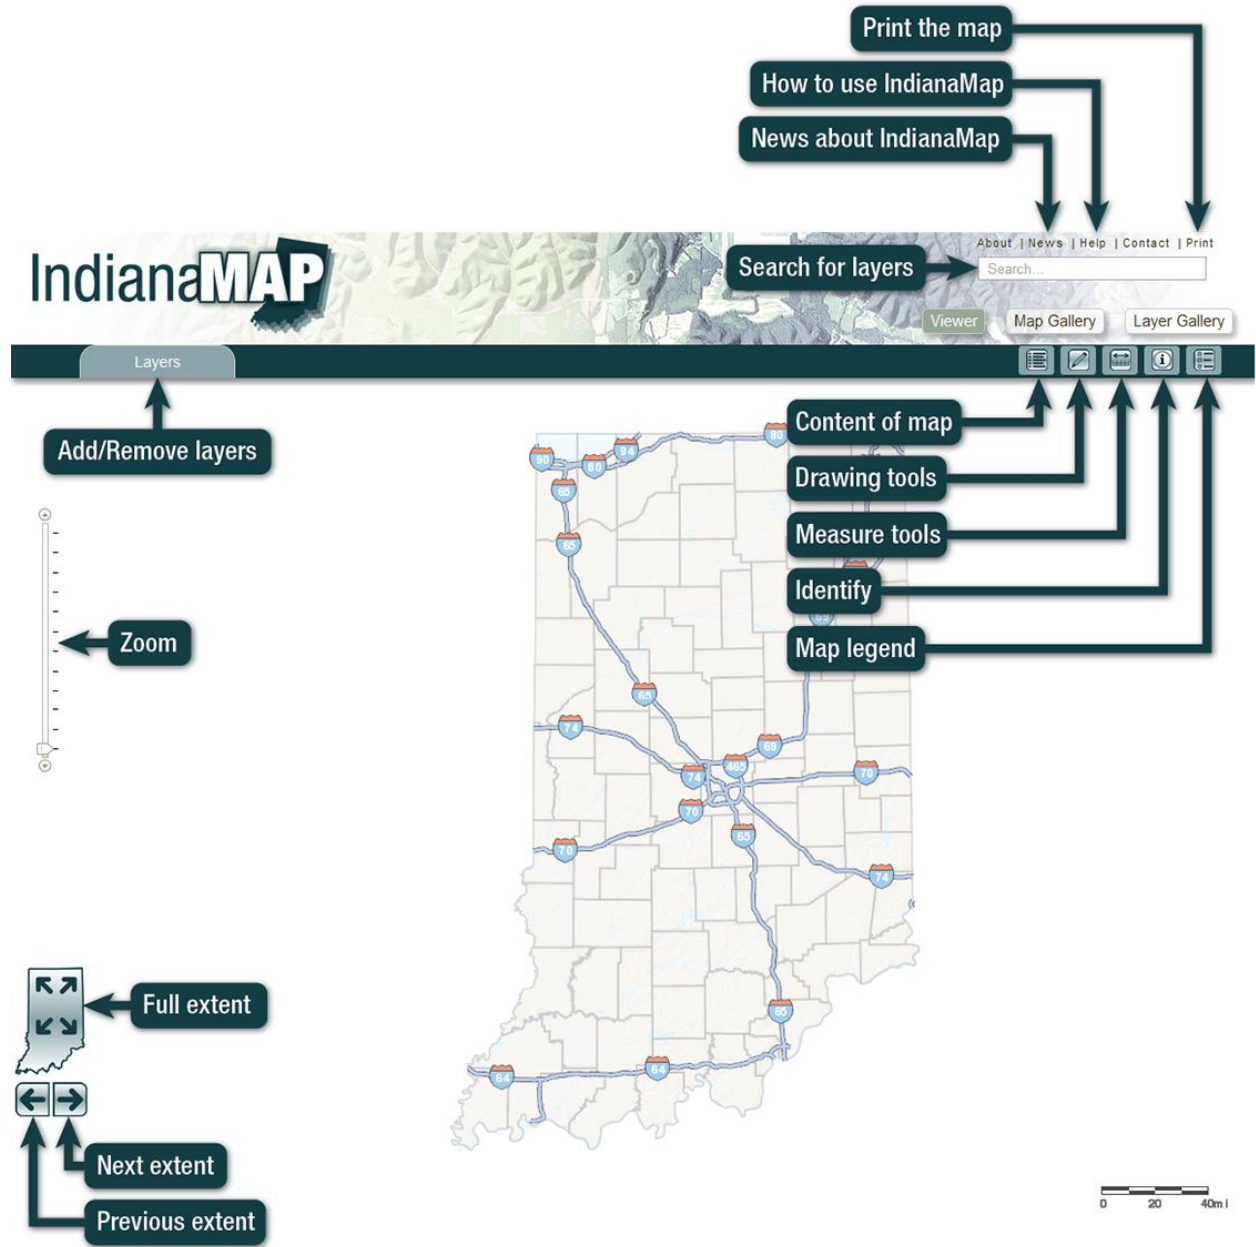 Print the map
How to use IndianaMap
News about IndianaMap
About | News | Help | Contact | Print
IndianaMAP
Search for layers
Search...
Viewer
Map Gallery
Layer Gallery
Layers
Add/Remove layers
Content of map
Drawing tools
Measure tools
Identify
Map legend
80
94
90
80
65
65
69
Zoom
65
74
69
465
74
70
70
65
70
74
Full extent
65
64
64
Next extent
Previous extent
0 20 40mi